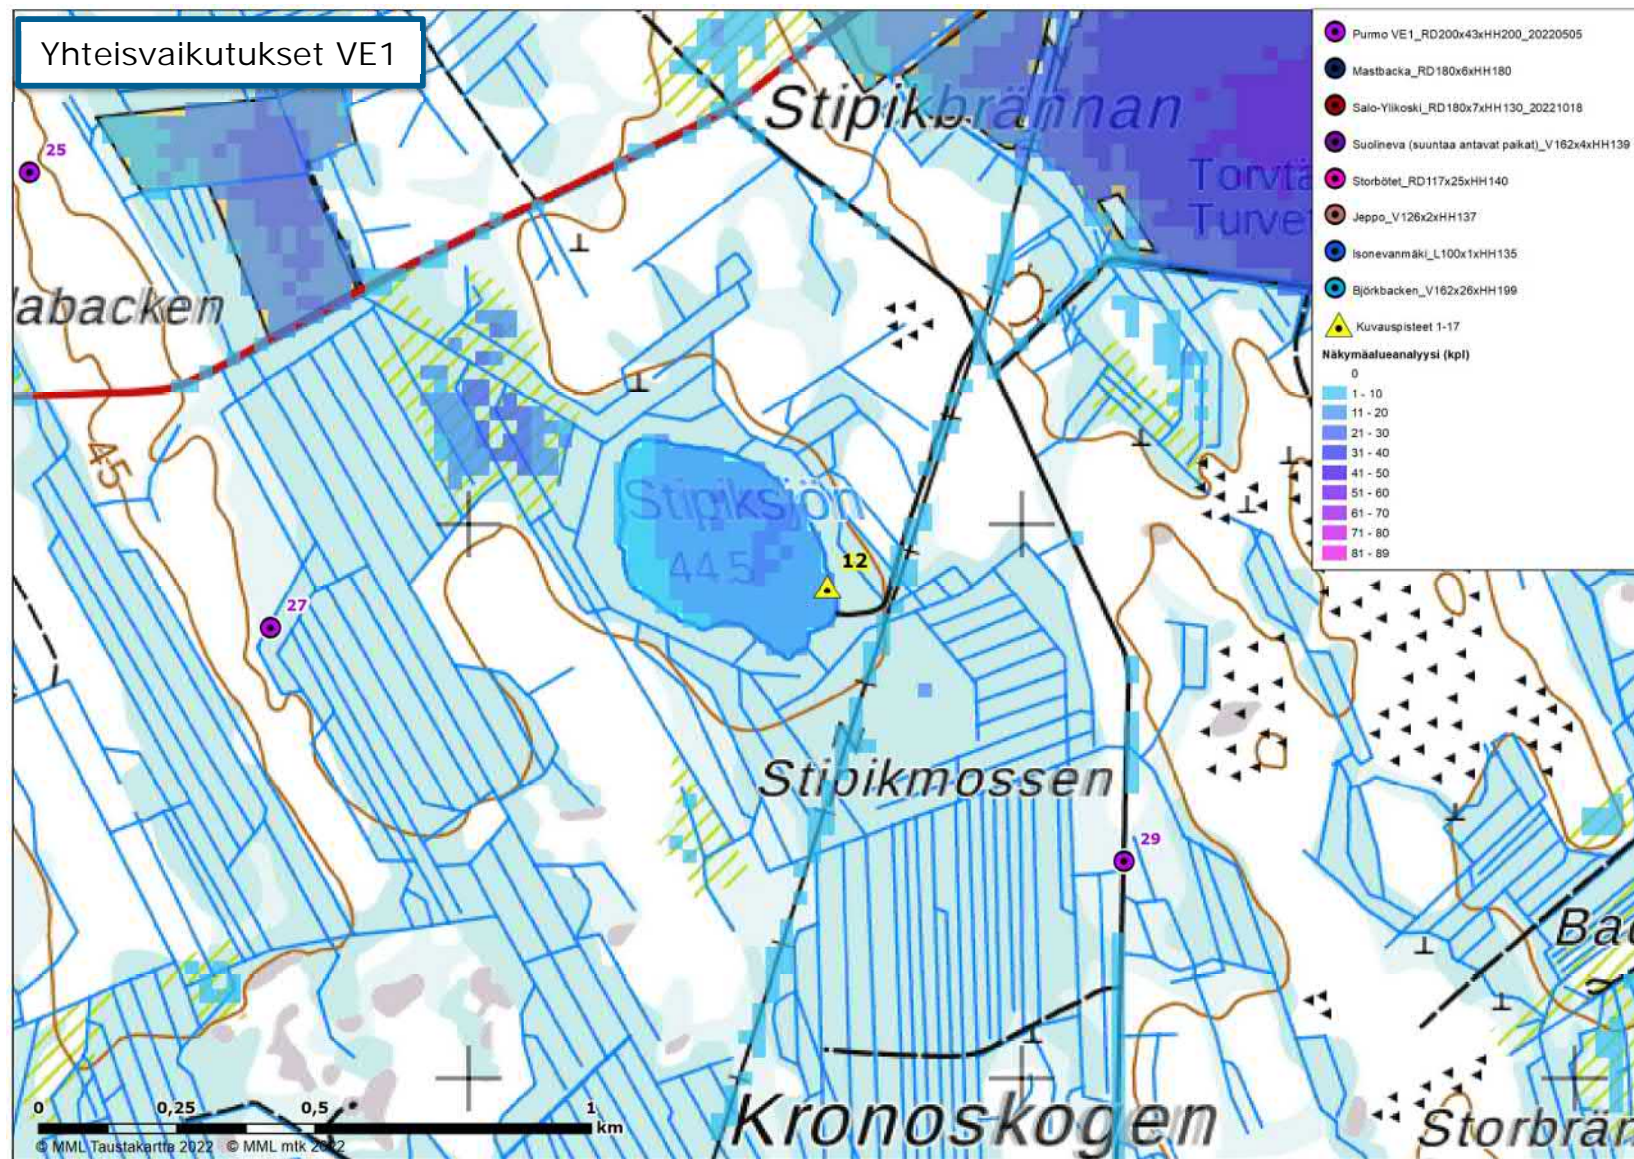 Yhteisvaikutukset VE1
Purmo VE1_RD200x43xHH200_20220505
Mastbacka_RD180x6xHH180
Salo-Ylikoski_RD180x7xHH130_20221018
Suolineva (suuntaa antavat paikat)_V162x4xHH139
Storbötet_RD117x25xHH140
Jeppo_V126x2xHH137
Isonevanmäki_L100x1xHH135
Björkbacken_V162x26xHH199
Kuvauspisteet 1-17
Näkymäalueanalyysi (kpl)
0
1 - 10
11 - 20
21 - 30
31 - 40
41 - 50
51 - 60
61 - 70
71 - 80
81 - 89
Stipikbrännan
25
Torvtä
Turvet
abacken
45
Stipiksjön
44.5
12
27
Stipikmossen
29
Bac
0 0,25 0,5 1
km
© MML Taustakartta 2022 © MML mtk 2022
Kronoskogen
Storbrän